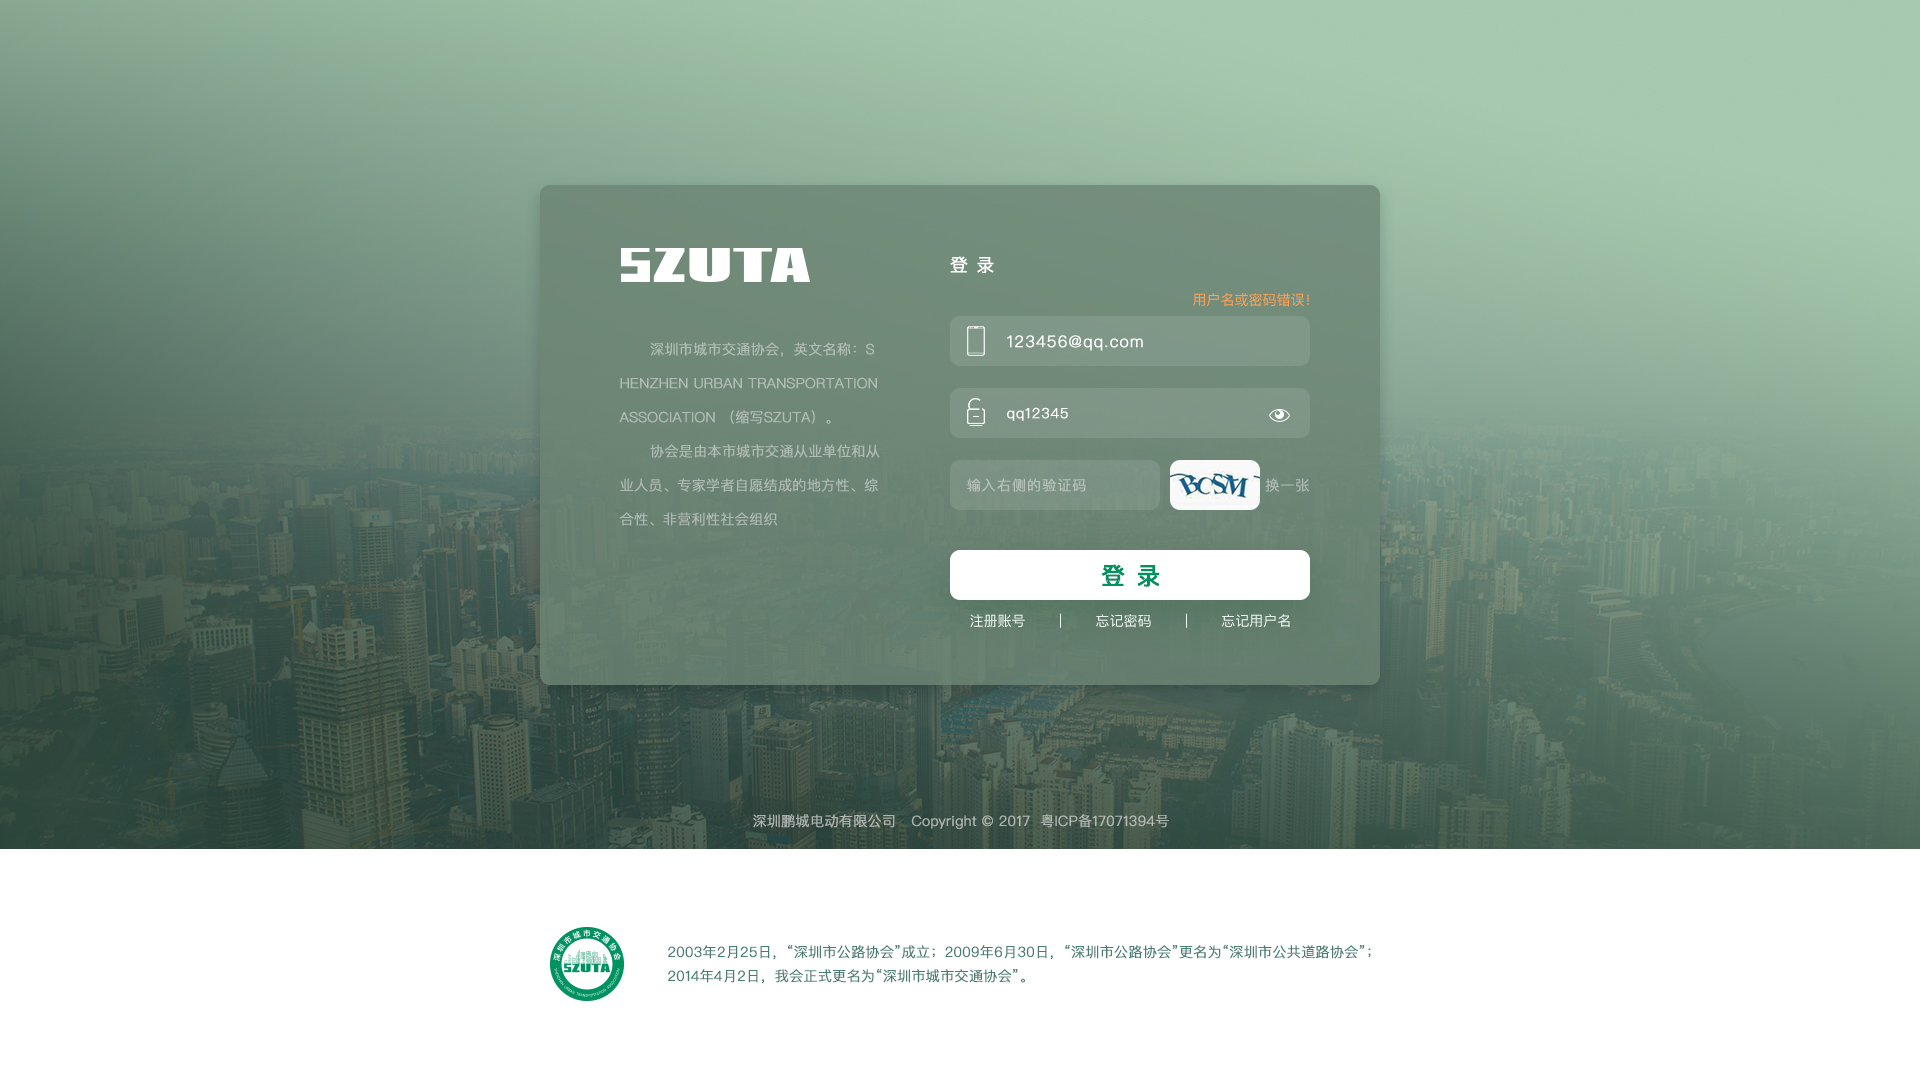 SZUTA
深圳市城市交通协会，英文名称：S
HENZHEN URBAN TRANSPORTATION
ASSOCIATION （缩写SZUTA）。
协会是由本市城市交通从业单位和从
业人员、专家学者自愿结成的地方性、综
合性、非营利性社会组织
登 录
用户名或密码错误!
123456@qq.com
qq12345
输入右侧的验证码
BCSM
换一张
登 录
注册账号 | 忘记密码 | 忘记用户名
深圳鹏城电动有限公司 Copyright © 2017 粤ICP备17071394号
深圳市城市交通协会
SZUTA
2003年2月25日，“深圳市公路协会”成立；2009年6月30日，“深圳市公路协会”更名为“深圳市公共道路协会”；
2014年4月2日，我会正式更名为“深圳市城市交通协会”。